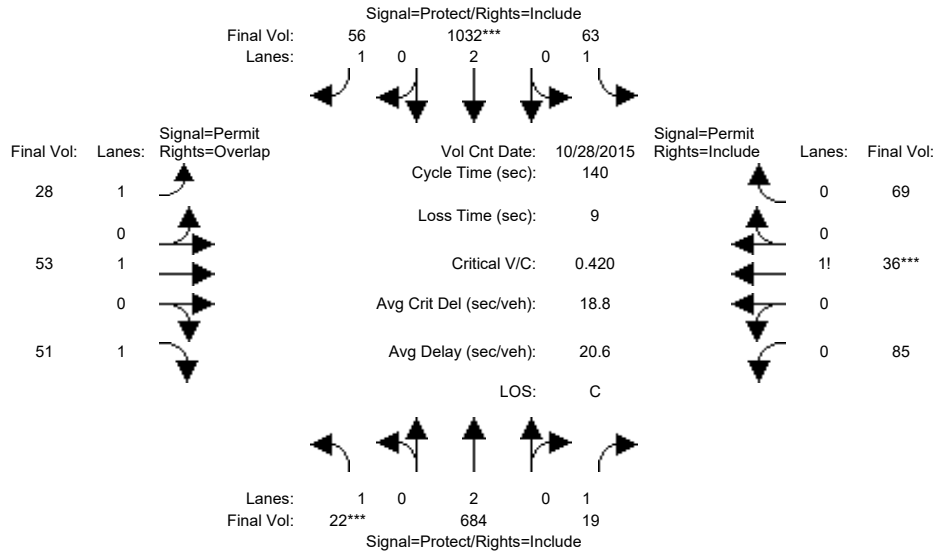 Signal=Protect/Rights=Include
Final Vol: 56 1032*** 63
Lanes: 1 0 2 0 1
Signal=Permit Signal=Permit
Final Vol: Lanes: Rights=Overlap Vol Cnt Date: 10/28/2015 Rights=Include Lanes: Final Vol:
Cycle Time (sec): 140
28 1 0 69
Loss Time (sec): 9
0 0
53 1 Critical V/C: 0.420 1! 36***
0 Avg Crit Del (sec/veh): 18.8 0
51 1 Avg Delay (sec/veh): 20.6 0 85
LOS: C
Lanes: 1 0 2 0 1
Final Vol: 22*** 684 19
Signal=Protect/Rights=Include